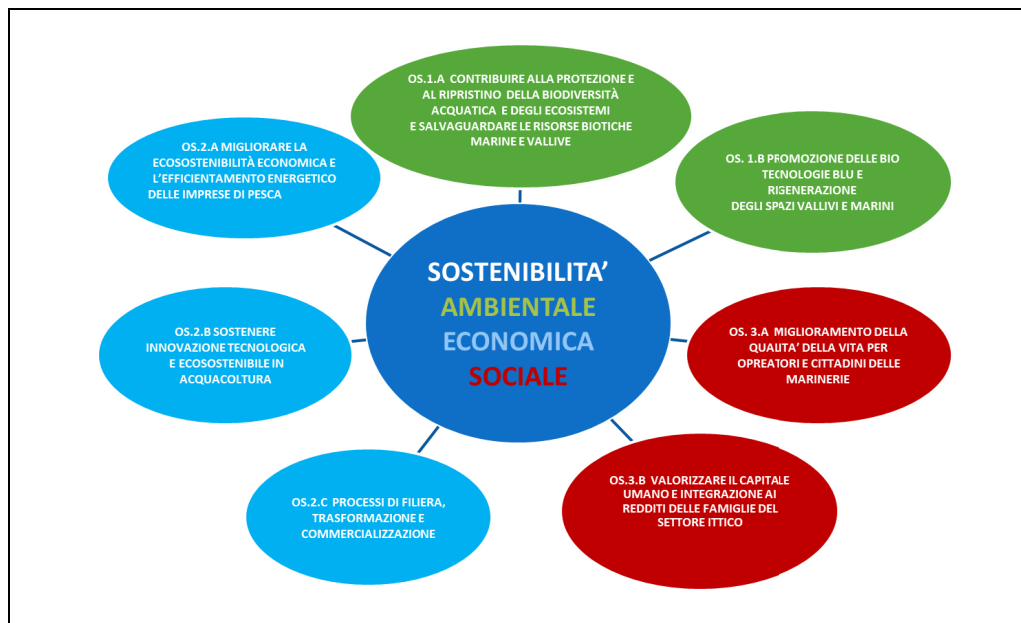 OS.1.A CONTRIBUIRE ALLA PROTEZIONE E
AL RIPRISTINO DELLA BIODIVERSITÀ
ACQUATICA E DEGLI ECOSISTEMI
E SALVAGUARDARE LE RISORSE BIOTICHE
MARINE E VALLIVE
OS.2.A MIGLIORARE LA
ECOSOSTENIBILITÀ ECONOMICA E
L'EFFICIENTAMENTO ENERGETICO
DELLE IMPRESE DI PESCA
OS. 1.B PROMOZIONE DELLE BIO
TECNOLOGIE BLU E
RIGENERAZIONE
DEGLI SPAZI VALLIVI E MARINI
SOSTENIBILITA'
AMBIENTALE
ECONOMICA
SOCIALE
OS.2.B SOSTENERE
INNOVAZIONE TECNOLOGICA
E ECOSOSTENIBILE IN
ACQUACOLTURA
OS. 3.A MIGLIORAMENTO DELLA
QUALITA' DELLA VITA PER
OPREATORI E CITTADINI DELLE
MARINERIE
OS.2.C PROCESSI DI FILIERA,
TRASFORMAZIONE E
COMMERCIALIZZAZIONE
OS.3.B VALORIZZARE IL CAPITALE
UMANO E INTEGRAZIONE AI
REDDITI DELLE FAMIGLIE DEL
SETTORE ITTICO